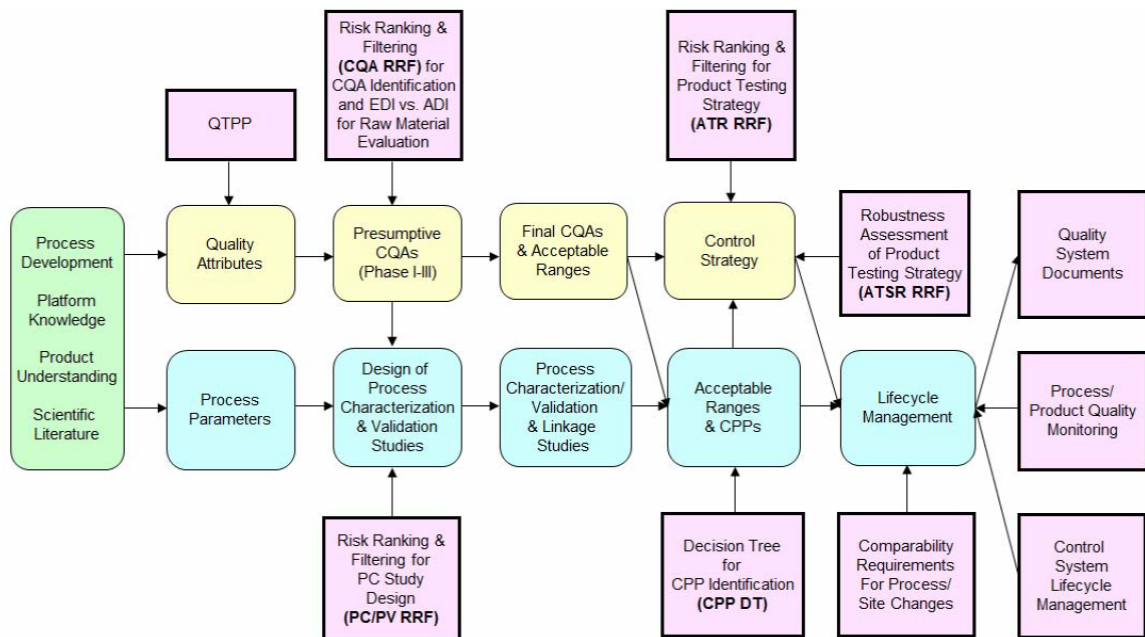 Risk Ranking &
Filtering
(CQA RRF) for
CQA Identification
and EDI vs. ADI
for Raw Material
Evaluation
Risk Ranking &
Filtering for
Product Testing
Strategy
(ATR RRF)
QTPP
Process
Development
Platform
Knowledge
Product
Understanding
Scientific
Literature
Quality
Attributes
Presumptive
CQAs
(Phase I-III)
Final CQAs
& Acceptable
Ranges
Control
Strategy
Robustness
Assessment
of Product
Testing Strategy
(ATSR RRF)
Quality
System
Documents
Process
Parameters
Design of
Process
Characterization
& Validation
Studies
Process
Characterization/
Validation
& Linkage
Studies
Acceptable
Ranges
& CPPs
Lifecycle
Management
Process/
Product Quality
Monitoring
Risk Ranking &
Filtering for
PC Study
Design
(PC/PV RRF)
Decision Tree
for
CPP Identification
(CPP DT)
Comparability
Requirements
For Process/
Site Changes
Control
System
Lifecycle
Management